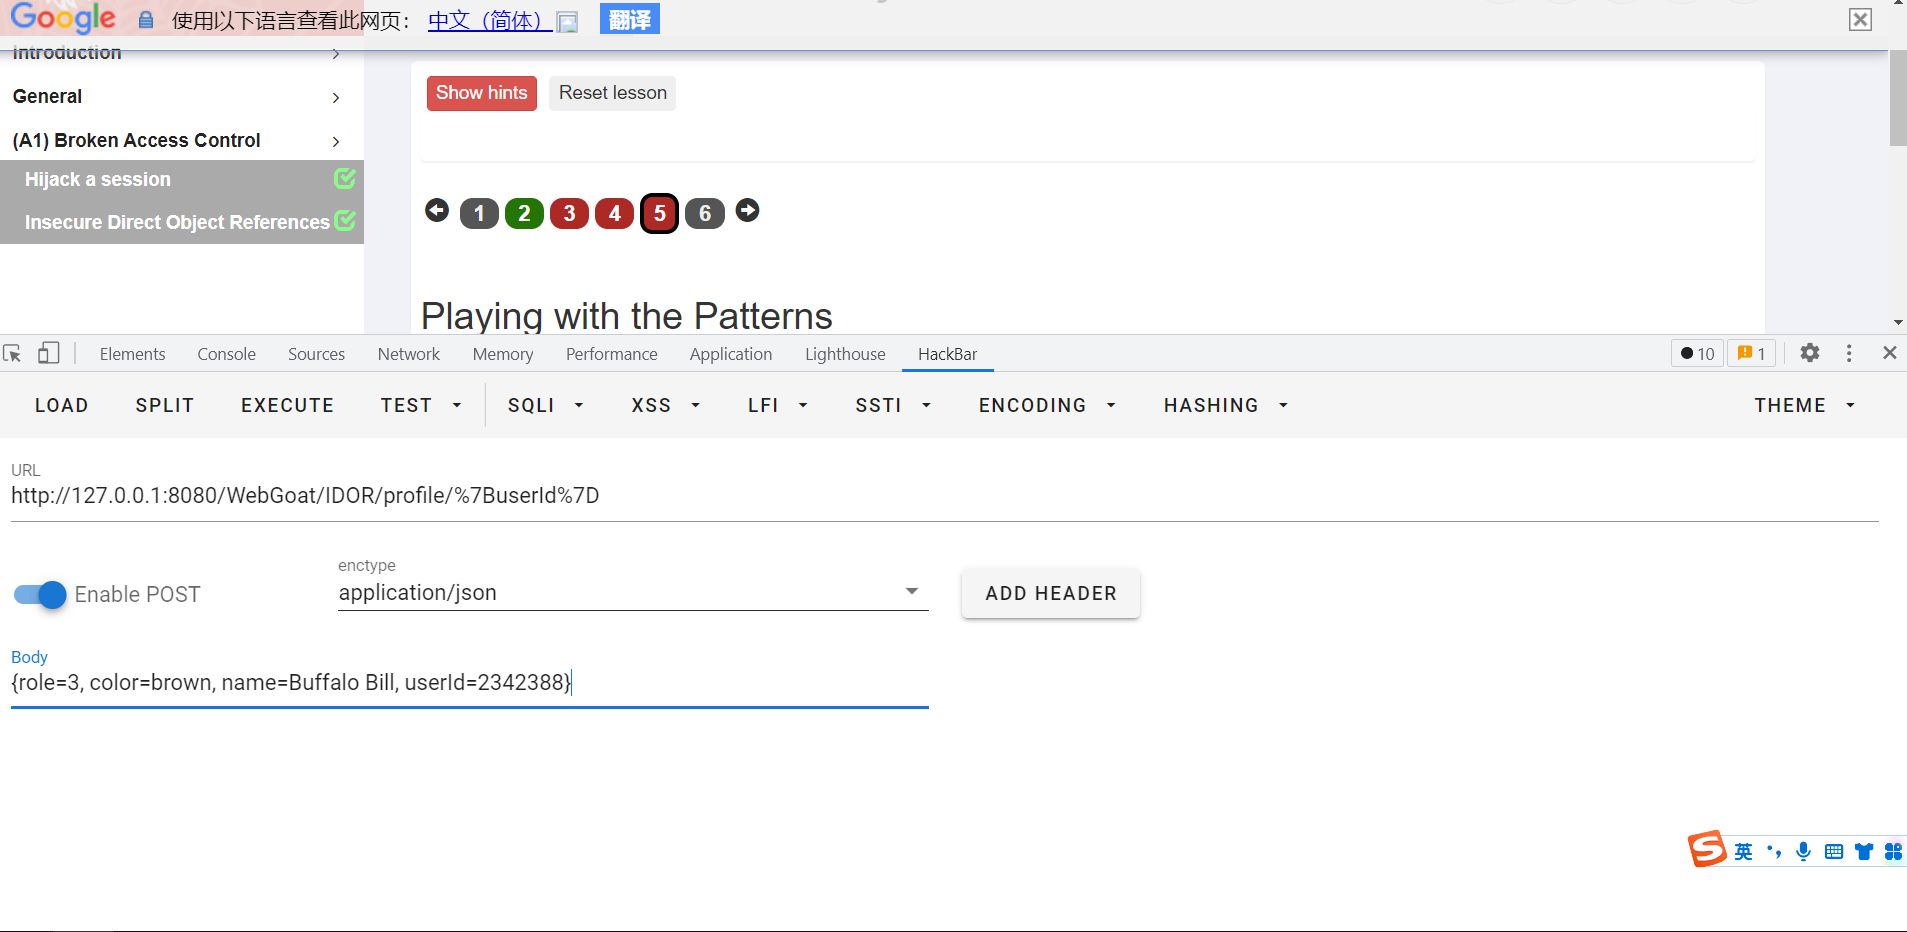 Google 使用以下语言查看此网页： 中文（简体） 翻译
Introduction
General
(A1) Broken Access Control
Hijack a session
Insecure Direct Object References
Show hints Reset lesson
1 2 3 4 5 6
Playing with the Patterns
Elements Console Sources Network Memory Performance Application Lighthouse HackBar 10 1
LOAD SPLIT EXECUTE TEST SQLI XSS LFI SSTI ENCODING HASHING THEME
URL
http://127.0.0.1:8080/WebGoat/IDOR/profile/%7BuserId%7D
Enable POST
enctype
application/json
ADD HEADER
Body
{role=3, color=brown, name=Buffalo Bill, userId=2342388}
S 英